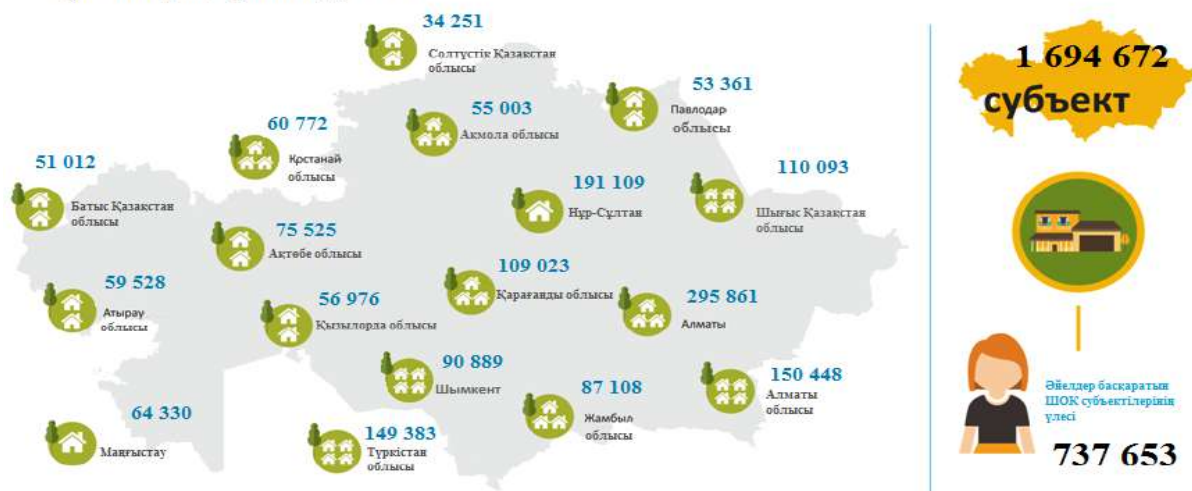 34 251
Солтүстік Қазақстан
облысы
53 361
Павлодар
облысы
55 003
Ақмола облысы
60 772
Қрстанай
облысы
51 012
Батыс Қазақстан
облысы
191 109
Нұр-Сұлтан
110 093
Шығыс Қазақстан
облысы
75 525
Ақтөбе облысы
59 528
Атырау
облысы
109 023
Қарағанды облысы
56 976
Қызылорда облысы
295 861
Алматы
90 889
Шымкент
87 108
Жамбыл
облысы
150 448
Алматы
облысы
64 330
Маңғыстау
149 383
Түркістан
облысы
1 694 672
субъект
Әйелдер басқаратын
ШОК субъектілерінің
үлесі
737 653